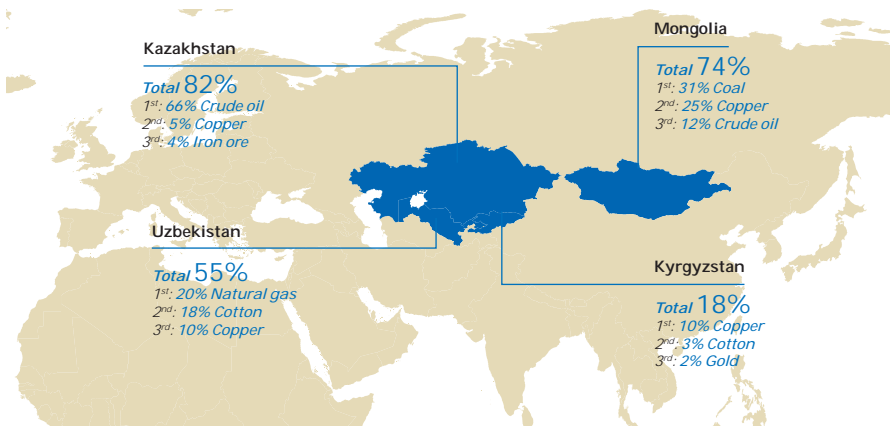 Kazakhstan
Total 82%
1st: 66% Crude oil
2nd: 5% Copper
3rd: 4% Iron ore
Mongolia
Total 74%
1st: 31% Coal
2nd: 25% Copper
3rd: 12% Crude oil
Uzbekistan
Total 55%
1st: 20% Natural gas
2nd: 18% Cotton
3rd: 10% Copper
Kyrgyzstan
Total 18%
1st: 10% Copper
2nd: 3% Cotton
3rd: 2% Gold